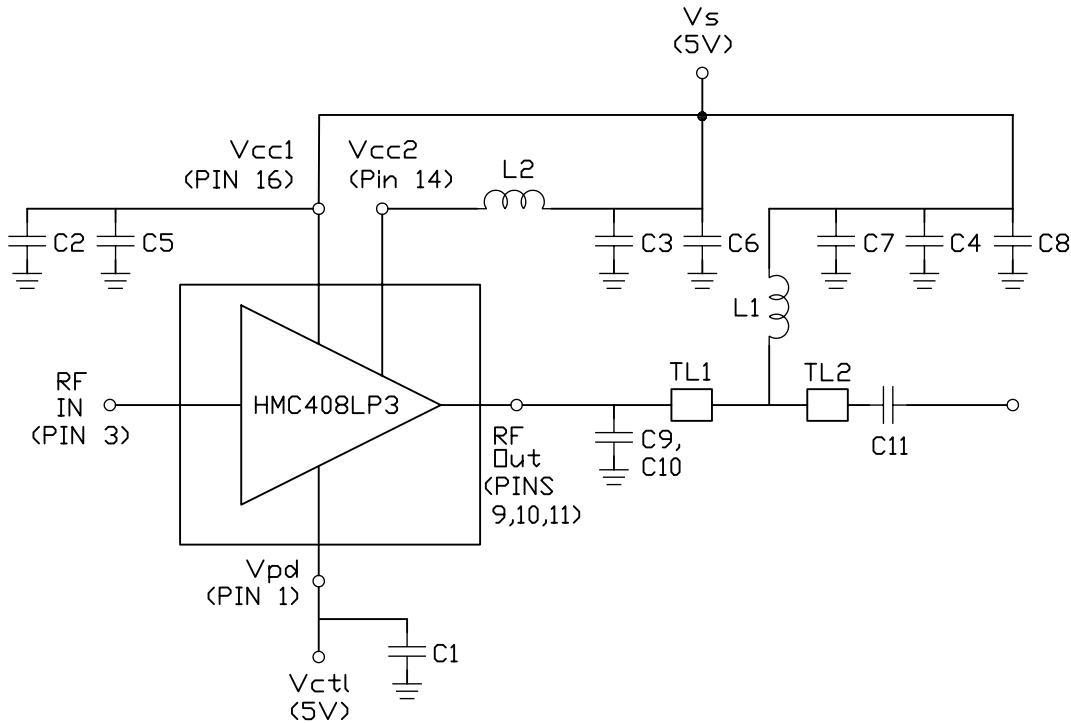 Vs
(5V)
Vcc1
(PIN 16)
Vcc2
(Pin 14)
L2
C2
C5
C3
C6
C7
C4
C8
L1
RF
IN
(PIN 3)
HMC408LP3
TL1
TL2
RF
Out
(PINS
9,10,11)
C9,
C10
C11
Vpd
(PIN 1)
C1
Vctl
(5V)